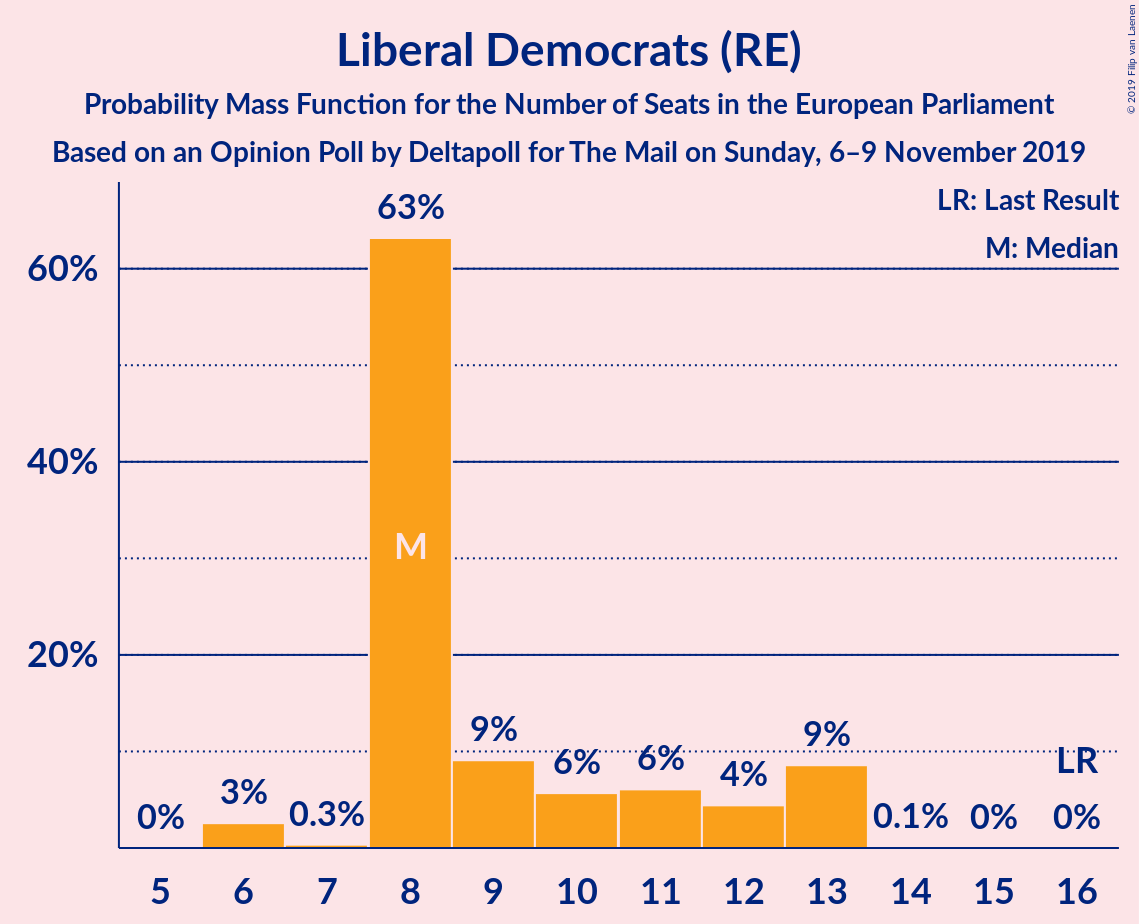 Liberal Democrats (RE)
Probability Mass Function for the Number of Seats in the European Parliament
Based on an Opinion Poll by Deltapoll for The Mail on Sunday, 6–9 November 2019
© 2019 Filip van Laenen
LR: Last Result
M: Median
60%
40%
20%
0%
3%
0.3%
63%
M
9%
6%
6%
4%
9%
0.1%
0%
LR
0%
5 6 7 8 9 10 11 12 13 14 15 16